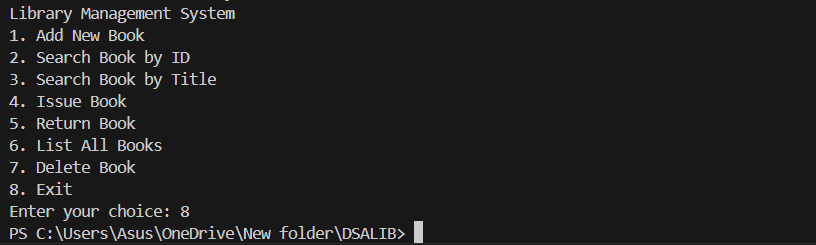 Library Management System
1. Add New Book
2. Search Book by ID
3. Search Book by Title
4. Issue Book
5. Return Book
6. List All Books
7. Delete Book
8. Exit
Enter your choice: 8
PS C:\Users\Asus\OneDrive\New folder\DSALIB>